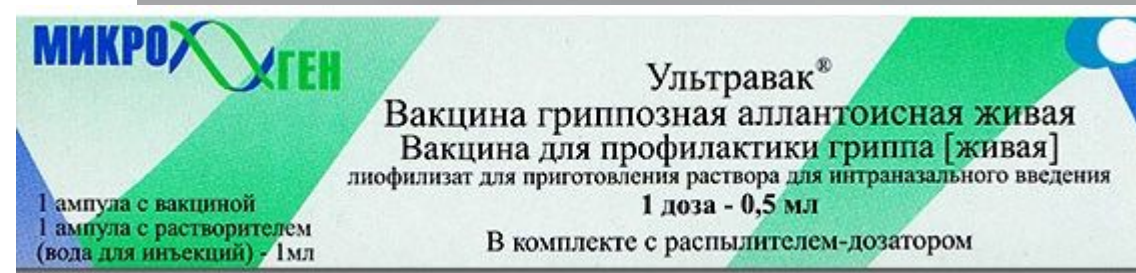 МИКРОГЕН
Ультравак®
Вакцина гриппозная аллантоисная живая
Вакцина для профилактики гриппа [живая]
лиофилизат для приготовления раствора для интраназального введения
1 доза - 0,5 мл
В комплекте с распылителем-дозатором
1 ампула с вакциной
1 ампула с растворителем
(вода для инъекций) - 1мл